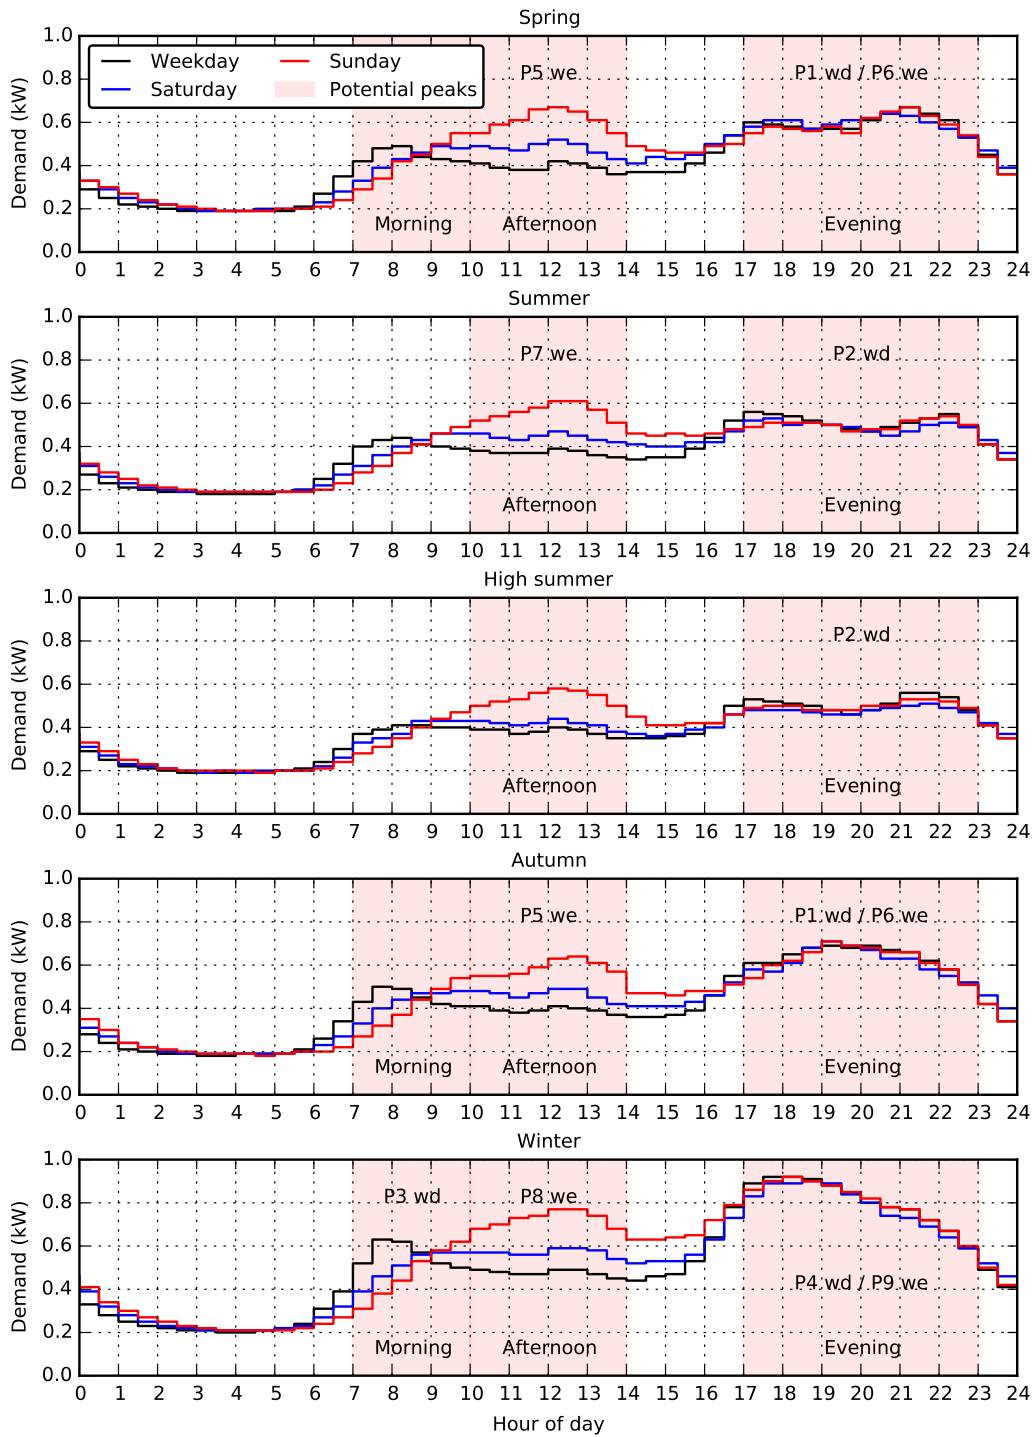 Spring
Weekday Sunday
Saturday Potential peaks
P5 we P1 wd / P6 we
Morning Afternoon Evening
Demand (kW)
1.0
0.8
0.6
0.4
0.2
0.0
0 1 2 3 4 5 6 7 8 9 10 11 12 13 14 15 16 17 18 19 20 21 22 23 24
Summer
P7 we P2 wd
Afternoon Evening
Demand (kW)
1.0
0.8
0.6
0.4
0.2
0.0
0 1 2 3 4 5 6 7 8 9 10 11 12 13 14 15 16 17 18 19 20 21 22 23 24
High summer
P2 wd
Afternoon Evening
Demand (kW)
1.0
0.8
0.6
0.4
0.2
0.0
0 1 2 3 4 5 6 7 8 9 10 11 12 13 14 15 16 17 18 19 20 21 22 23 24
Autumn
P5 we P1 wd / P6 we
Morning Afternoon Evening
Demand (kW)
1.0
0.8
0.6
0.4
0.2
0.0
0 1 2 3 4 5 6 7 8 9 10 11 12 13 14 15 16 17 18 19 20 21 22 23 24
Winter
P3 wd P8 we
P4 wd / P9 we
Morning Afternoon Evening
Demand (kW)
1.0
0.8
0.6
0.4
0.2
0.0
0 1 2 3 4 5 6 7 8 9 10 11 12 13 14 15 16 17 18 19 20 21 22 23 24
Hour of day